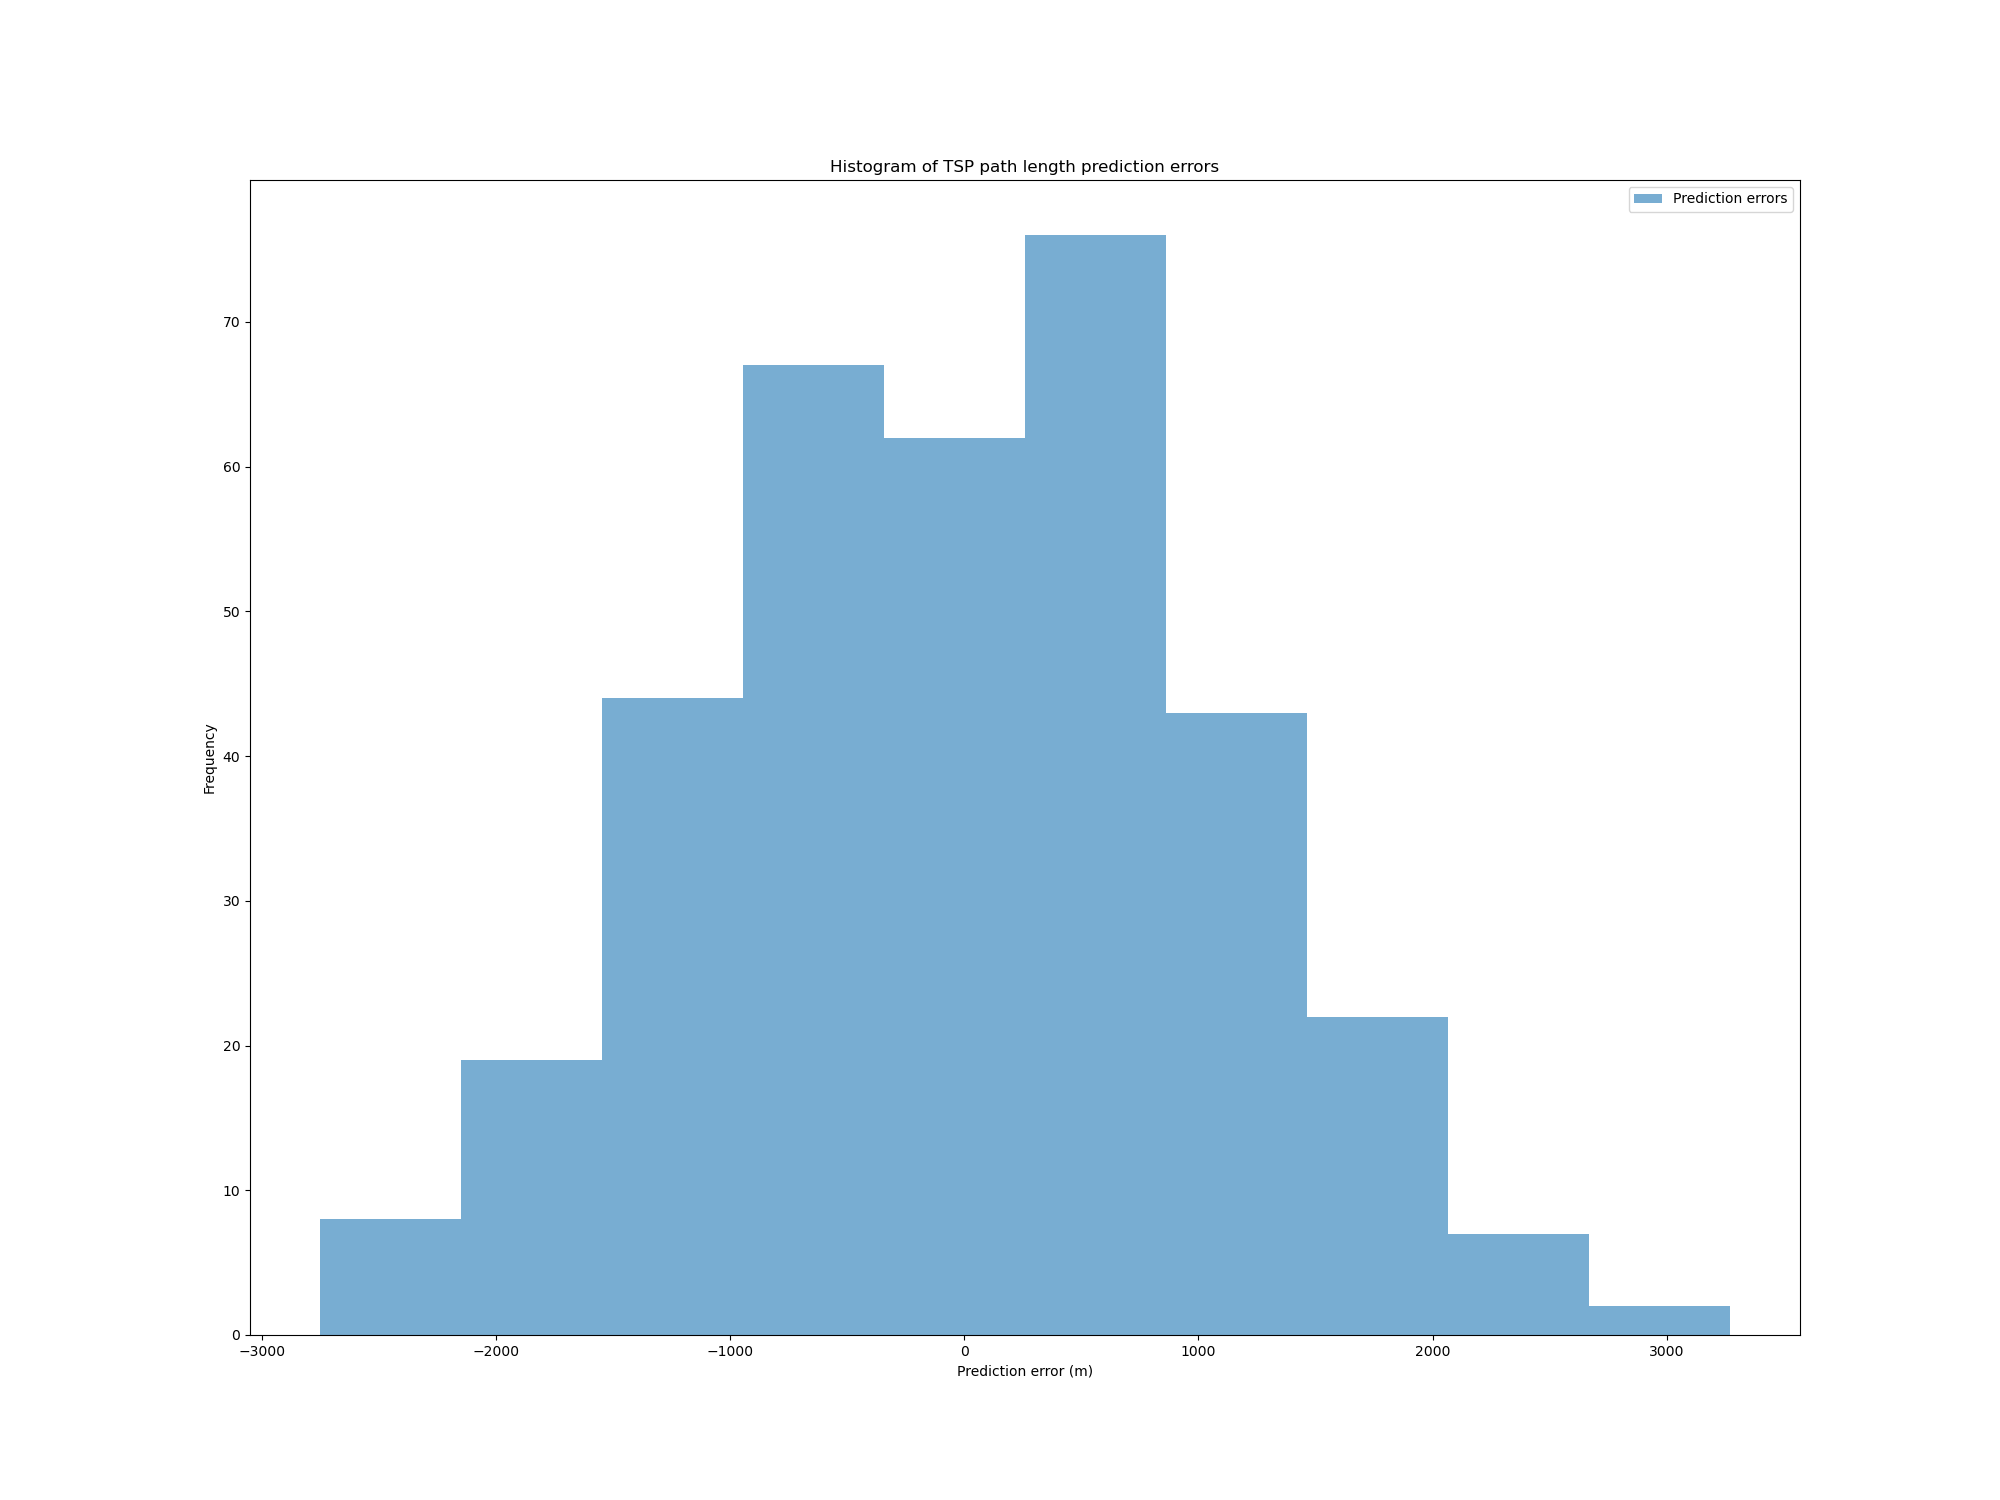 Histogram of TSP path length prediction errors
Prediction errors
70
60
50
40
30
20
10
0
Frequency
−3000 −2000 −1000 0 1000 2000 3000
Prediction error (m)